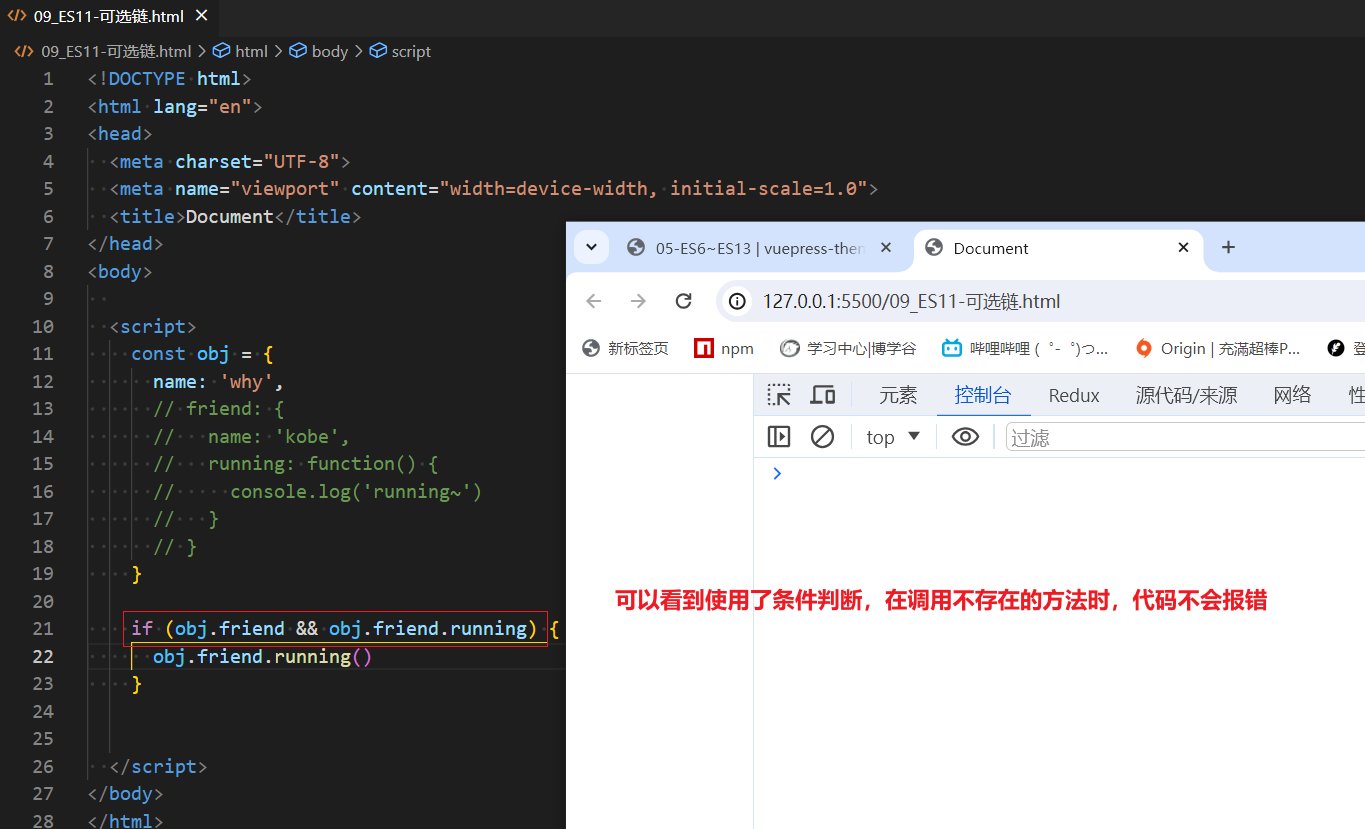 09_ES11-可选链.html
09_ES11-可选链.html > html > body > script
1 <!DOCTYPE html>
2 <html lang="en">
3 <head>
4 <meta charset="UTF-8">
5 <meta name="viewport" content="width=device-width, initial-scale=1.0">
6 <title>Document</title>
7 </head>
8 <body>
9
10 <script>
11 const obj = {
12 name: 'why',
13 // friend: {
14 // name: 'kobe',
15 // running: function() {
16 // console.log('running~')
17 // }
18 // }
19 }
20
21 if (obj.friend && obj.friend.running) {
22 obj.friend.running()
23 }
24
25
26 </script>
27 </body>
28 </html>
05-ES6~ES13 | vuepress-then
Document
127.0.0.1:5500/09_ES11-可选链.html
新标签页 npm 学习中心|博学谷 哔哩哔哩 ( ゜- ゜)つ... Origin | 充滿超棒P... 登
元素 控制台 Redux 源代码/来源 网络 性
top 过滤
可以看到使用了条件判断，在调用不存在的方法时，代码不会报错